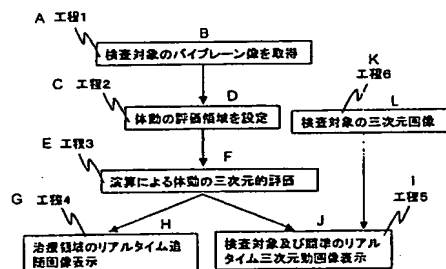 A 工程1
B
検査対象のバイプレーン像を取得
C 工程2
D
体動の評価領域を設定
K
工程6
L
検査対象の三次元画像
E 工程3
F
演算による体動の三次元的評価
G 工程4
H
治療領域のリアルタイム追
随画像表示
I
工程5
J
検査対象及び標準のリアル
タイム三次元動画像表示